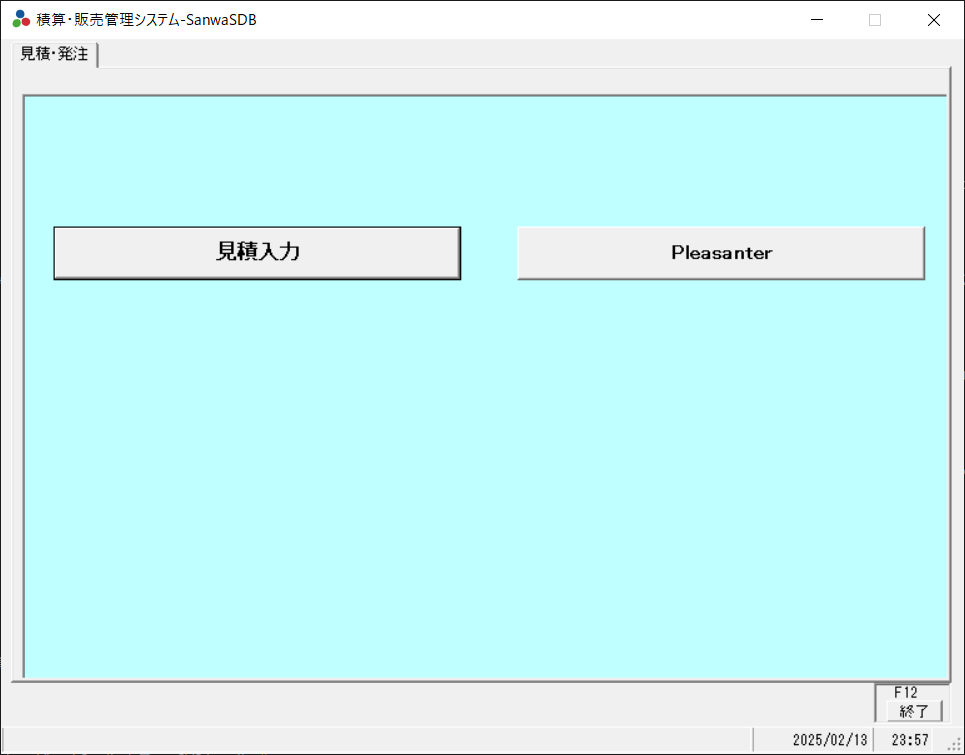 積算・販売管理システム-SanwaSDB
見積・発注
見積入力
Pleasanter
F12
終了
2025/02/13
23:57